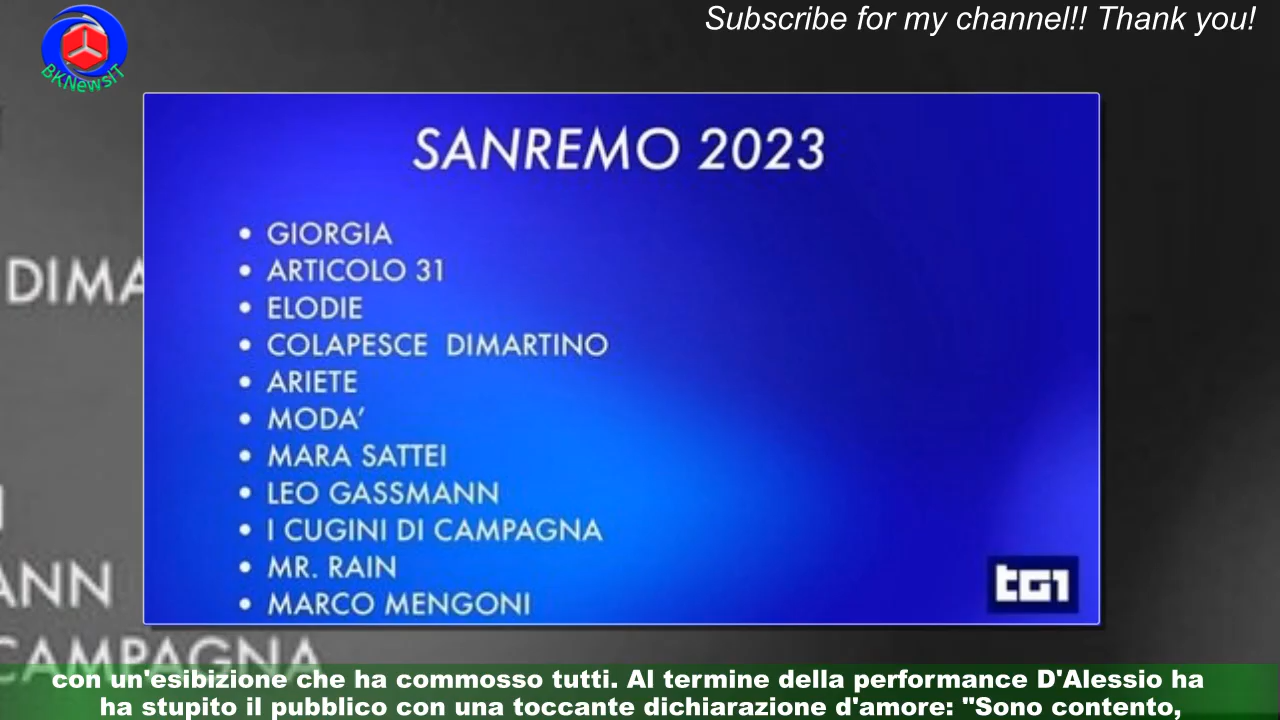 Subscribe for my channel!! Thank you!
BKNewsIT
SANREMO 2023
• GIORGIA
• ARTICOLO 31
• ELODIE
• COLAPESCE DIMARTINO
• ARIETE
• MODA'
• MARA SATTEI
• LEO GASSMANN
• I CUGINI DI CAMPAGNA
• MR. RAIN
• MARCO MENGONI
tG1
DIMA
ANN
CAMPAGNA
con un'esibizione che ha commosso tutti. Al termine della performance D'Alessio ha
ha stupito il pubblico con una toccante dichiarazione d'amore: "Sono contento,